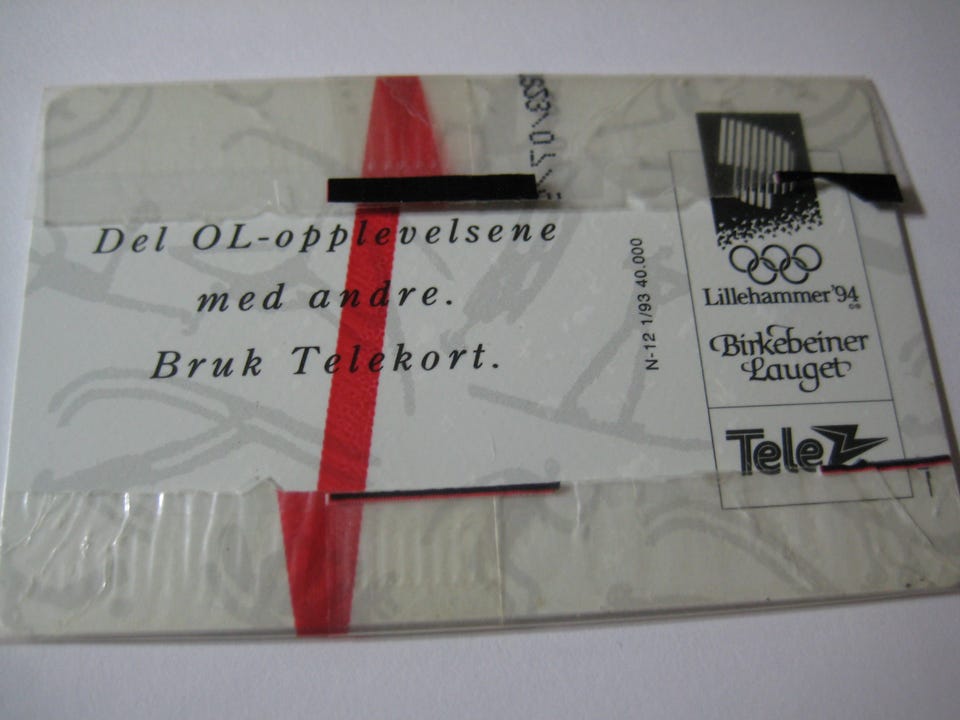 Del OL-opplevelsene
med andre.
Bruk Telekort.
N-12 1/93 40.000
Lillehammer'94
Birkebeiner
Lauget
Tele